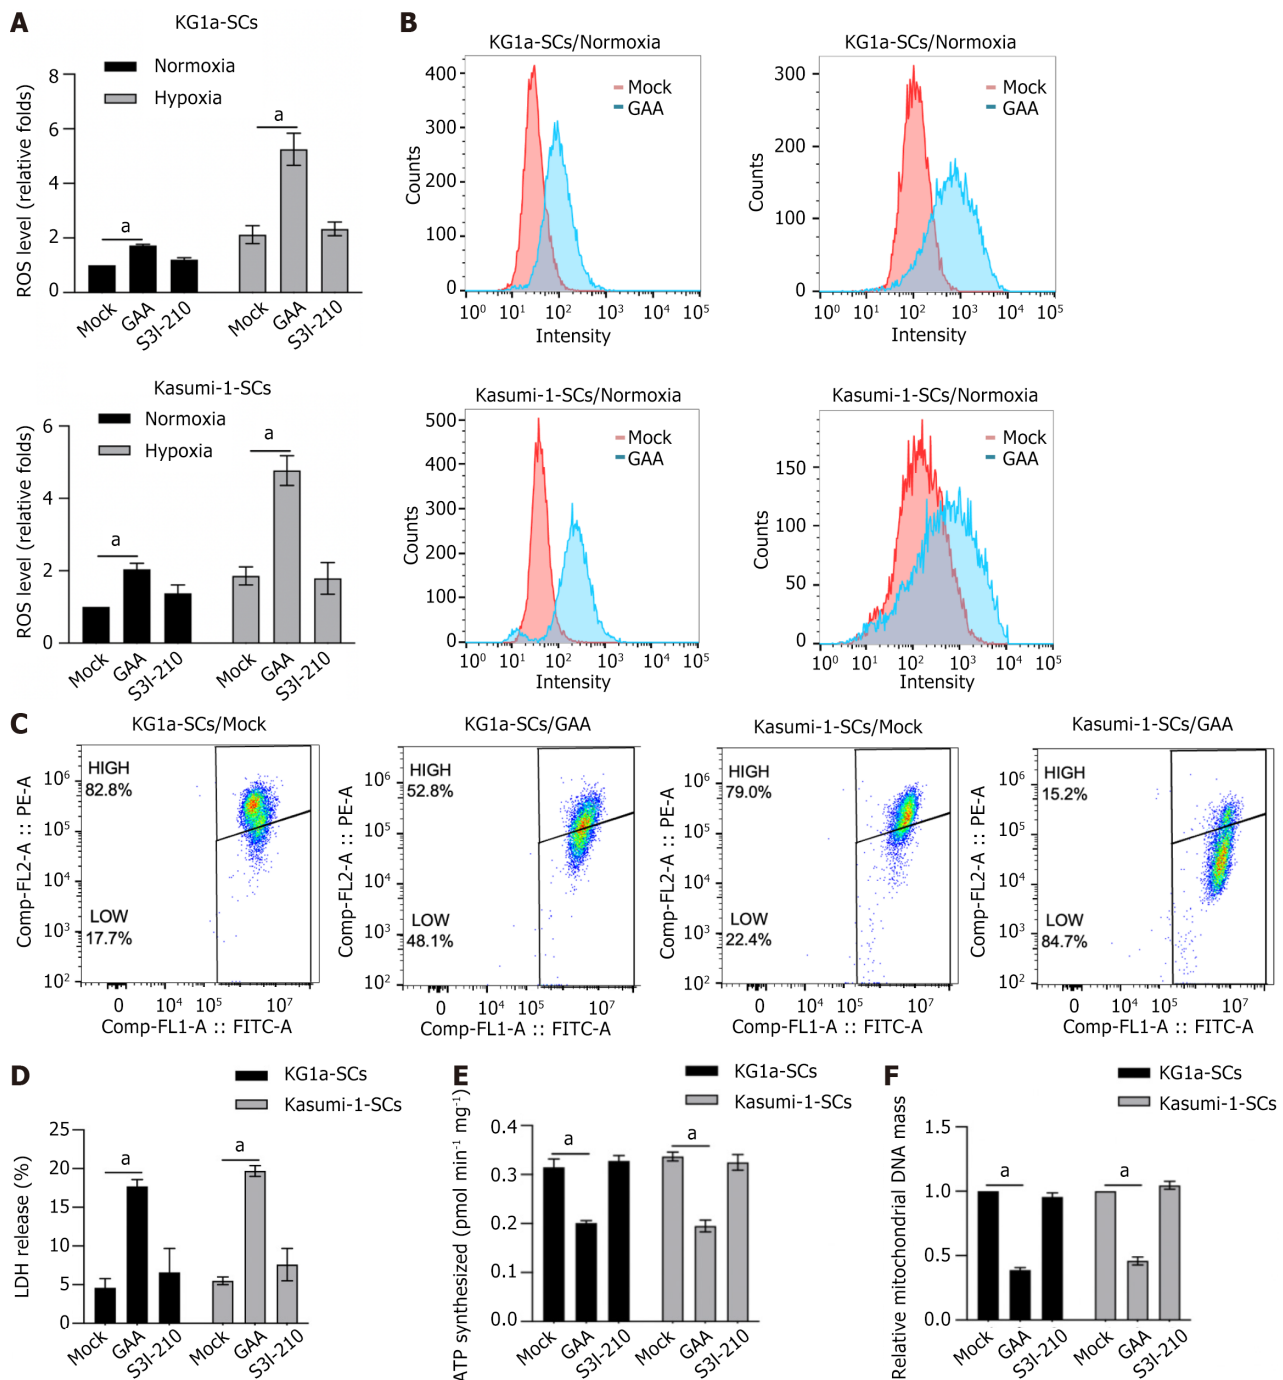 A
KG1a-SCs
Normoxia
Hypoxia
ROS level (relative folds)
8
6
4
2
0
a
a
Mock
GAA
S3I-210
Mock
GAA
S3I-210
Kasumi-1-SCs
Normoxia
Hypoxia
ROS level (relative folds)
6
4
2
0
a
a
Mock
GAA
S3I-210
Mock
GAA
S3I-210
B
KG1a-SCs/Normoxia
Mock
GAA
Counts
400
300
200
100
0
10⁰ 10¹ 10² 10³ 10⁴ 10⁵
Intensity
KG1a-SCs/Normoxia
Mock
GAA
Counts
300
200
100
0
10⁰ 10¹ 10² 10³ 10⁴ 10⁵
Intensity
Kasumi-1-SCs/Normoxia
Mock
GAA
Counts
500
400
300
200
100
0
10⁰ 10¹ 10² 10³ 10⁴ 10⁵
Intensity
Kasumi-1-SCs/Normoxia
Mock
GAA
Counts
150
100
50
0
10⁰ 10¹ 10² 10³ 10⁴ 10⁵
Intensity
C
KG1a-SCs/Mock
Comp-FL2-A :: PE-A
10⁶
10⁵
10⁴
10³
10²
HIGH
82.8%
LOW
17.7%
0 10⁴ 10⁵ 10⁷
Comp-FL1-A :: FITC-A
KG1a-SCs/GAA
Comp-FL2-A :: PE-A
10⁶
10⁵
10⁴
10³
10²
HIGH
52.8%
LOW
48.1%
0 10⁴ 10⁵ 10⁷
Comp-FL1-A :: FITC-A
Kasumi-1-SCs/Mock
Comp-FL2-A :: PE-A
10⁶
10⁵
10⁴
10³
10²
HIGH
79.0%
LOW
22.4%
0 10⁴ 10⁵ 10⁷
Comp-FL1-A :: FITC-A
Kasumi-1-SCs/GAA
Comp-FL2-A :: PE-A
10⁶
10⁵
10⁴
10³
10²
HIGH
15.2%
LOW
84.7%
0 10⁴ 10⁵ 10⁷
Comp-FL1-A :: FITC-A
D
KG1a-SCs
Kasumi-1-SCs
LDH release (%)
25
20
15
10
5
0
a
a
Mock
GAA
S3I-210
Mock
GAA
S3I-210
E
KG1a-SCs
Kasumi-1-SCs
ATP synthesized (pmol min⁻¹ mg⁻¹)
0.4
0.3
0.2
0.1
0.0
a
a
Mock
GAA
S3I-210
Mock
GAA
S3I-210
F
KG1a-SCs
Kasumi-1-SCs
Relative mitochondrial DNA mass
1.5
1.0
0.5
0.0
a
a
Mock
GAA
S3I-210
Mock
GAA
S3I-210